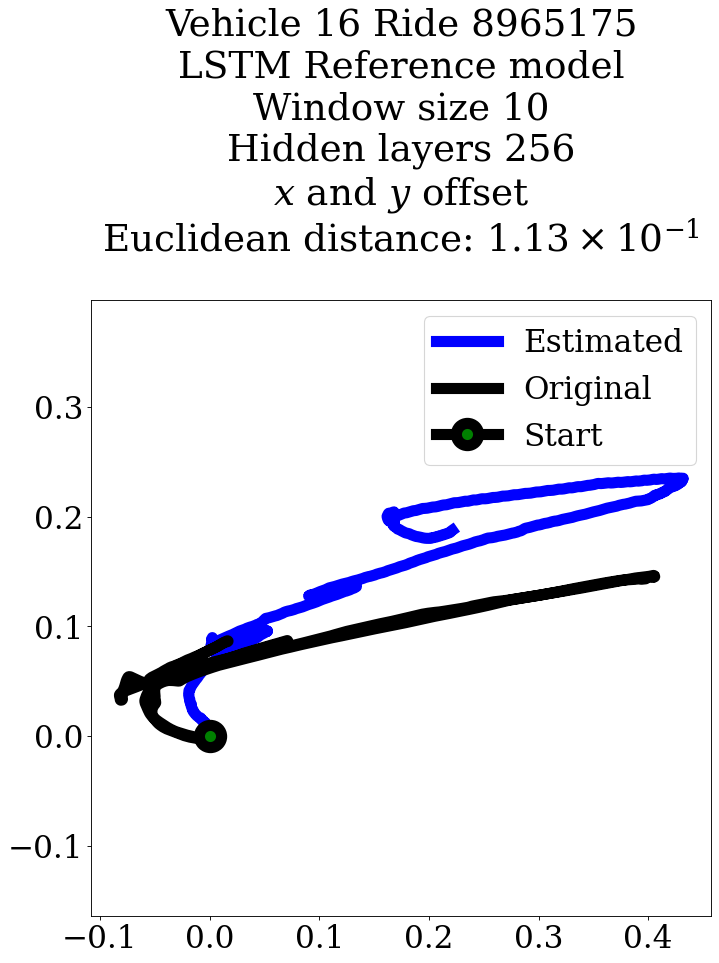 Vehicle 16 Ride 8965175
LSTM Reference model
Window size 10
Hidden layers 256
x and y offset
Euclidean distance: 1.13 × 10⁻¹
Estimated
Original
Start
0.3
0.2
0.1
0.0
−0.1
−0.1 0.0 0.1 0.2 0.3 0.4